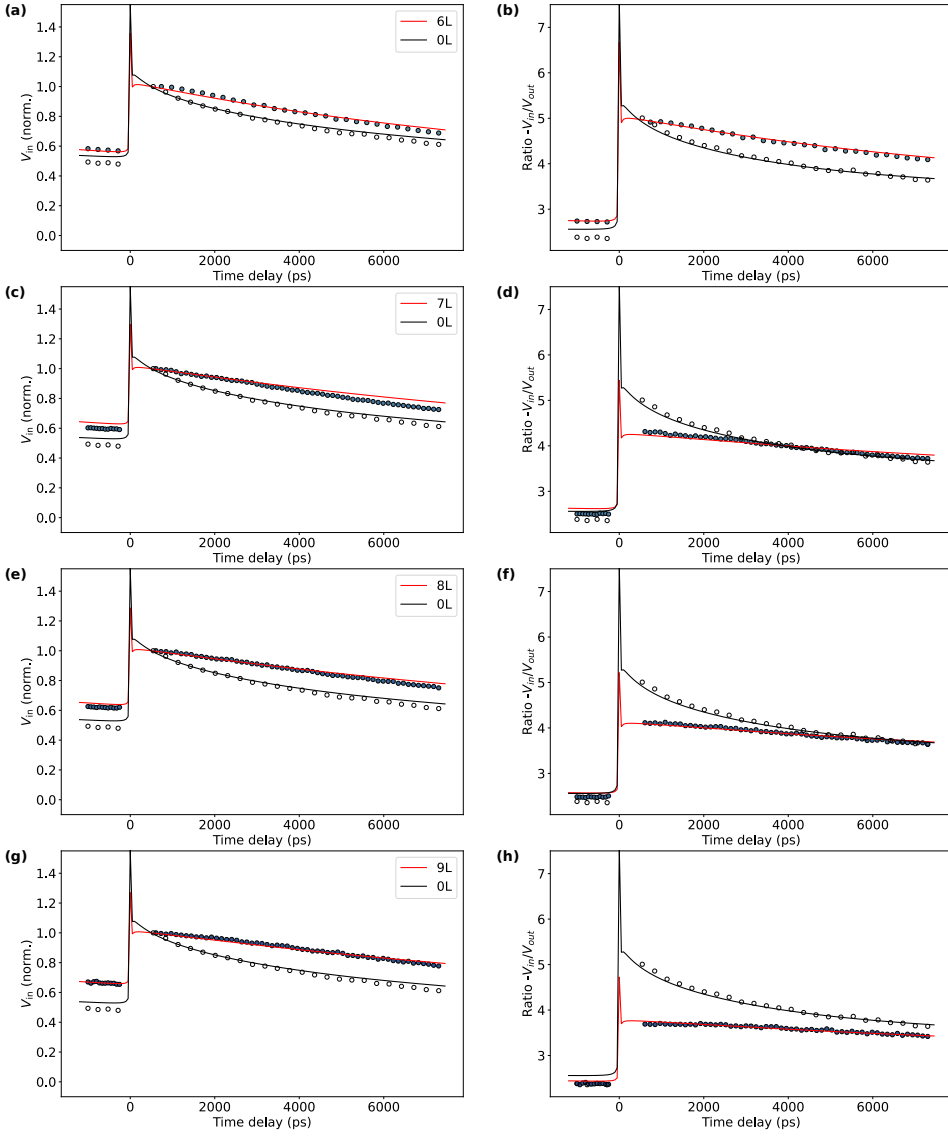 (a)
1.4
1.2
1.0
0.8
0.6
0.4
0.2
0.0
V_in (norm.)
6L
0L
0 2000 4000 6000
Time delay (ps)
(b)
7
6
5
4
3
Ratio -V_in/V_out
0 2000 4000 6000
Time delay (ps)
(c)
1.4
1.2
1.0
0.8
0.6
0.4
0.2
0.0
V_in (norm.)
7L
0L
0 2000 4000 6000
Time delay (ps)
(d)
7
6
5
4
3
Ratio -V_in/V_out
0 2000 4000 6000
Time delay (ps)
(e)
1.4
1.2
1.0
0.8
0.6
0.4
0.2
0.0
V_in (norm.)
8L
0L
0 2000 4000 6000
Time delay (ps)
(f)
7
6
5
4
3
Ratio -V_in/V_out
0 2000 4000 6000
Time delay (ps)
(g)
1.4
1.2
1.0
0.8
0.6
0.4
0.2
0.0
V_in (norm.)
9L
0L
0 2000 4000 6000
Time delay (ps)
(h)
7
6
5
4
3
Ratio -V_in/V_out
0 2000 4000 6000
Time delay (ps)